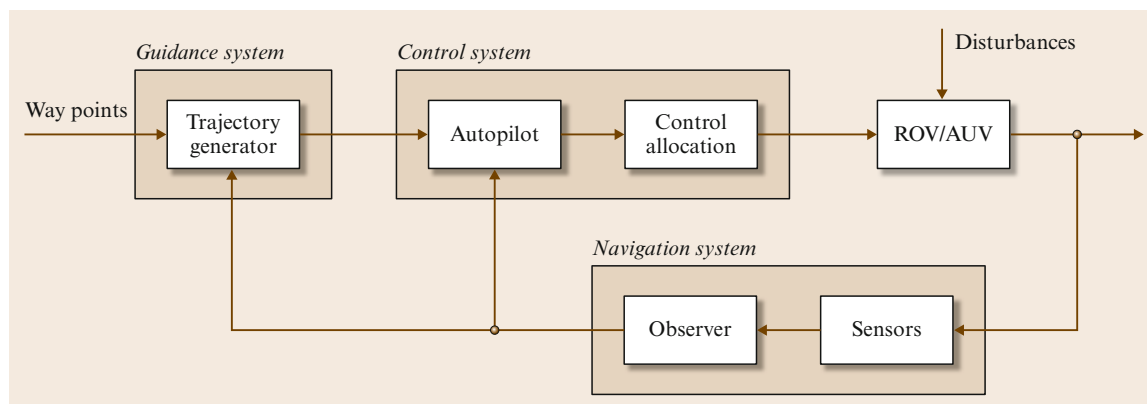 Guidance system
Control system
Disturbances
Way points
Trajectory
generator
Autopilot
Control
allocation
ROV/AUV
Navigation system
Observer
Sensors